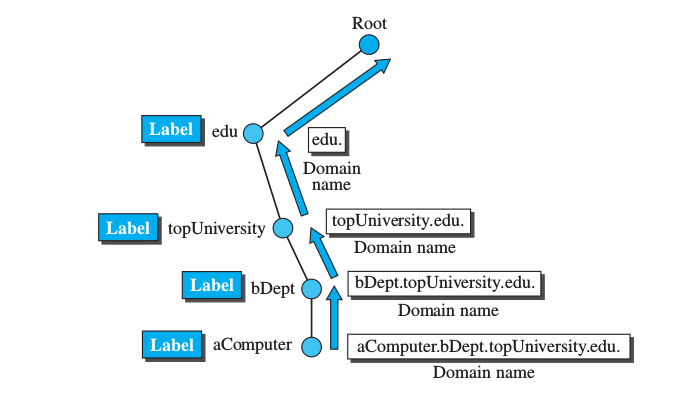 Root
Label edu
edu.
Domain
name
Label topUniversity
topUniversity.edu.
Domain name
Label bDept
bDept.topUniversity.edu.
Domain name
Label aComputer
aComputer.bDept.topUniversity.edu.
Domain name